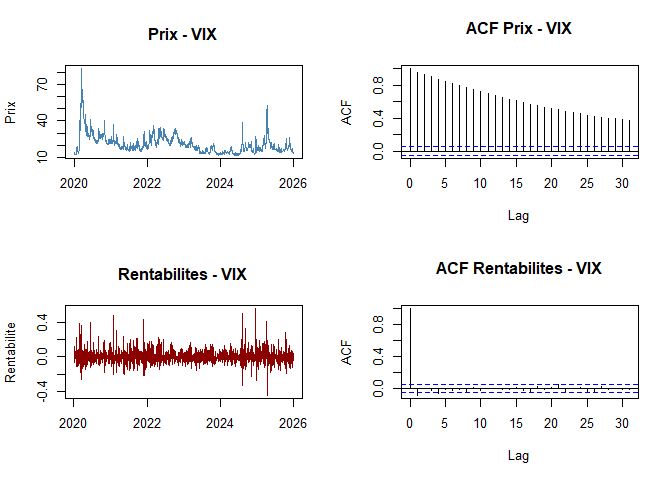 Prix - VIX
Prix
10 40 70
2020 2022 2024 2026
ACF Prix - VIX
ACF
0.0 0.4 0.8
0 5 10 15 20 25 30
Lag
Rentabilites - VIX
Rentabilite
-0.4 0.0 0.4
2020 2022 2024 2026
ACF Rentabilites - VIX
ACF
0.0 0.4 0.8
0 5 10 15 20 25 30
Lag